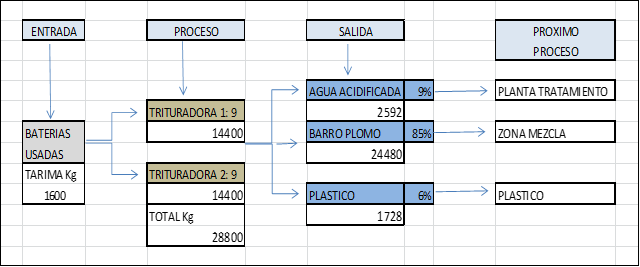 ENTRADA
PROCESO
SALIDA
PROXIMO
PROCESO
AGUA ACIDIFICADA 9%
PLANTA TRATAMIENTO
TRITURADORA 1: 9
2592
BATERIAS
USADAS
14400
BARRO PLOMO 85%
ZONA MEZCLA
24480
TARIMA Kg
1600
TRITURADORA 2: 9
14400
PLASTICO 6%
PLASTICO
TOTAL Kg
1728
28800